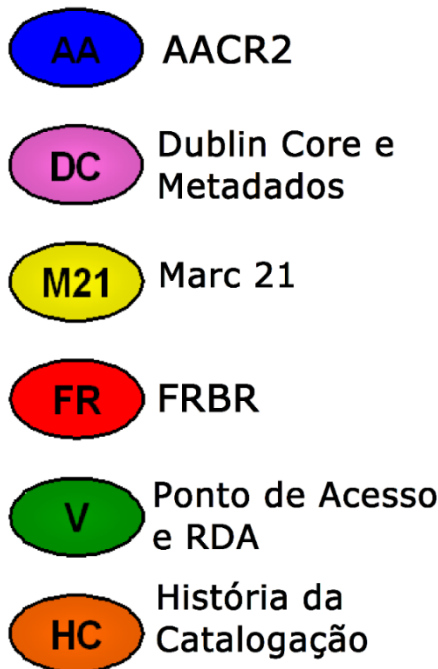 AA AACR2
DC Dublin Core e
Metadados
M21 Marc 21
FR FRBR
V Ponto de Acesso
e RDA
HC História da
Catalogação